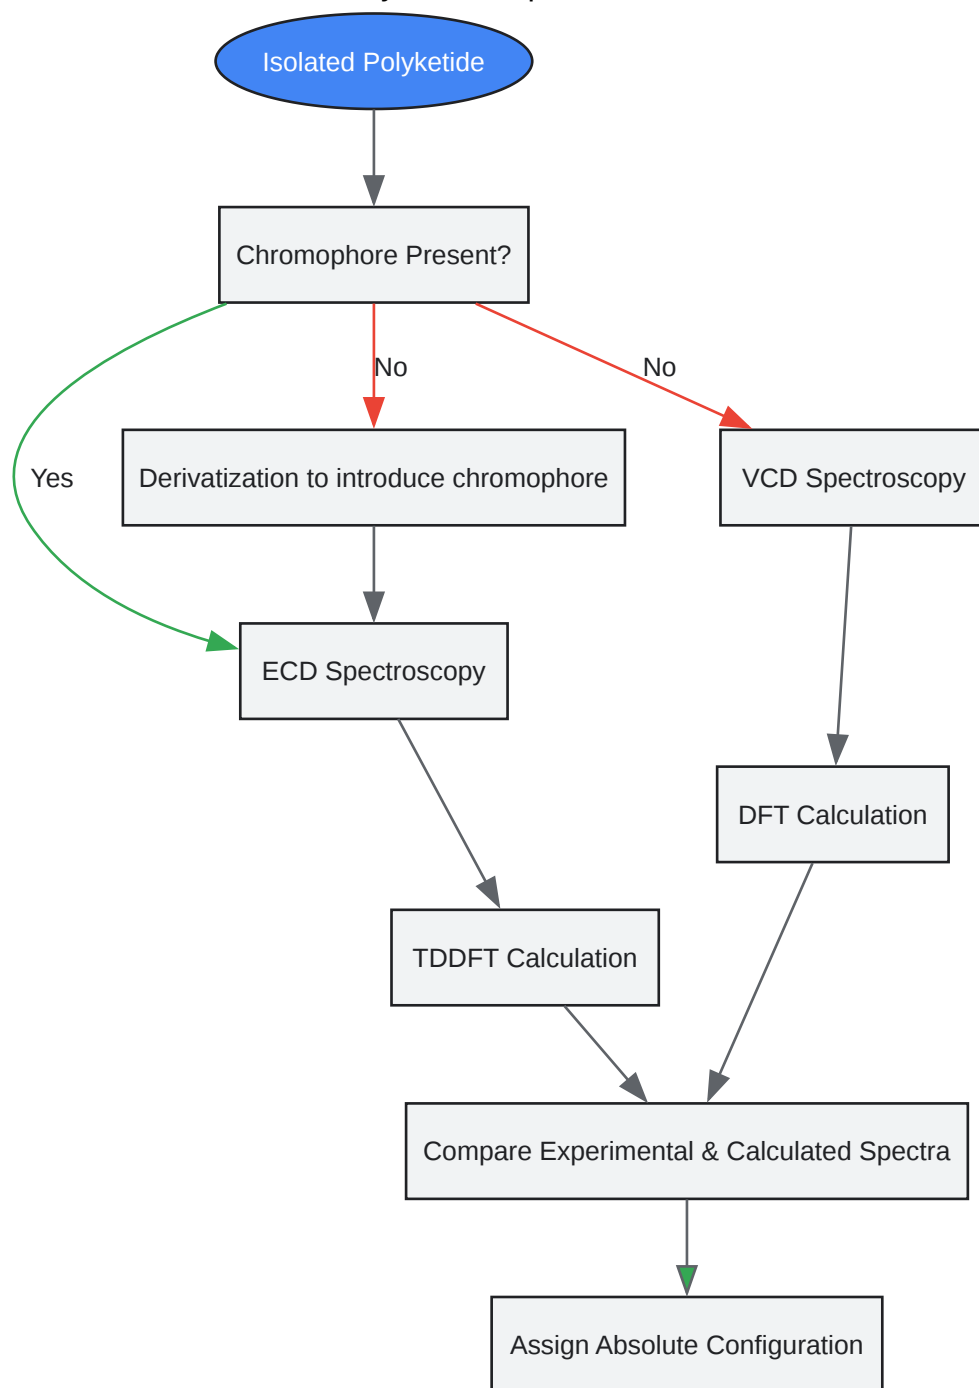 Isolated Polyketide
Chromophore Present?
No
No
Yes
Derivatization to introduce chromophore
VCD Spectroscopy
ECD Spectroscopy
DFT Calculation
TDDFT Calculation
Compare Experimental & Calculated Spectra
Assign Absolute Configuration